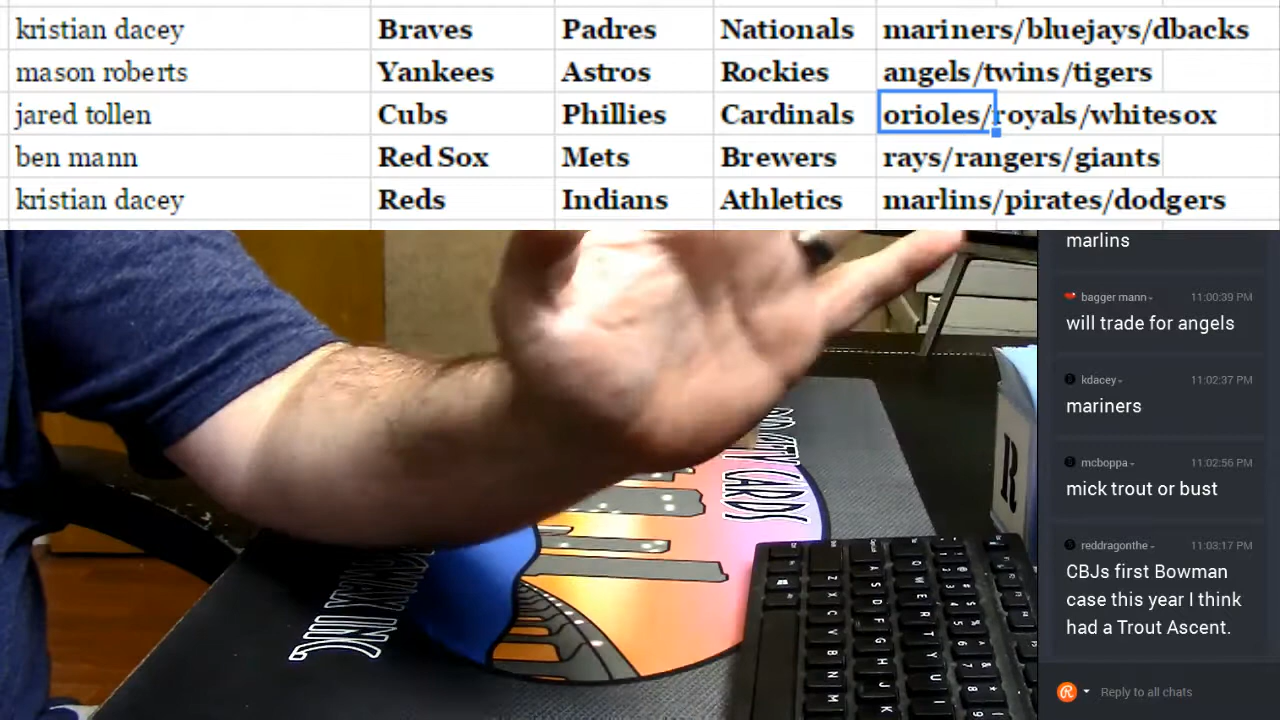 kristian dacey Braves Padres Nationals mariners/bluejays/dbacks
mason roberts Yankees Astros Rockies angels/twins/tigers
jared tollen Cubs Phillies Cardinals orioles/royals/whitesox
ben mann Red Sox Mets Brewers rays/rangers/giants
kristian dacey Reds Indians Athletics marlins/pirates/dodgers
marlins
bagger mann 11:00:39 PM
will trade for angels
kdacey 11:02:37 PM
mariners
mcboppa 11:02:56 PM
mick trout or bust
reddragonthe 11:03:17 PM
CBJs first Bowman
case this year I think
had a Trout Ascent.
Reply to all chats
CARDS
INC
R